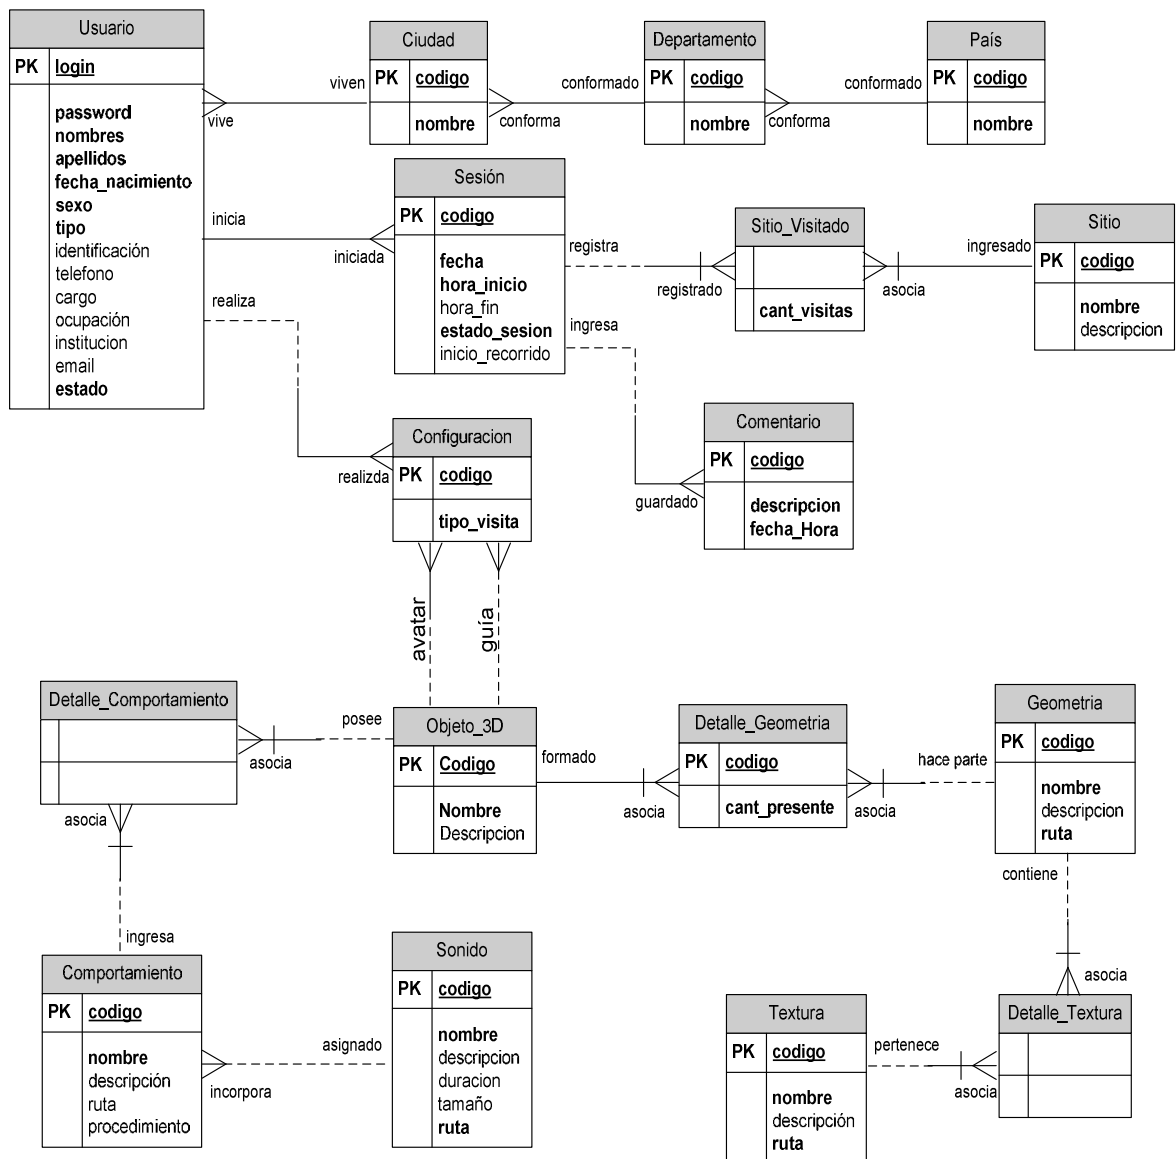 Usuario
PK login
password
nombres
apellidos
fecha_nacimiento
sexo
tipo
identificación
telefono
cargo
ocupación
institucion
email
estado
vive
viven
Ciudad
PK codigo
nombre
conforma
conformado
Departamento
PK codigo
nombre
conforma
conformado
País
PK codigo
nombre
inicia
iniciada
Sesión
PK codigo
fecha
hora_inicio
hora_fin
estado_sesion
inicio_recorrido
registra
registrado
Sitio_Visitado
cant_visitas
asocia
ingresado
Sitio
PK codigo
nombre
descripcion
realiza
realizda
ingresa
guardado
Comentario
PK codigo
descripcion
fecha_Hora
Configuracion
PK codigo
tipo_visita
avatar
guía
Detalle_Comportamiento
asocia
posee
Objeto_3D
PK Codigo
Nombre
Descripcion
formado
asocia
Detalle_Geometria
PK codigo
cant_presente
asocia
hace parte
Geometria
PK codigo
nombre
descripcion
ruta
asocia
ingresa
contiene
asocia
Comportamiento
PK codigo
nombre
descripción
ruta
procedimiento
incorpora
asignado
Sonido
PK codigo
nombre
descripcion
duracion
tamaño
ruta
Textura
PK codigo
nombre
descripción
ruta
pertenece
asocia
Detalle_Textura